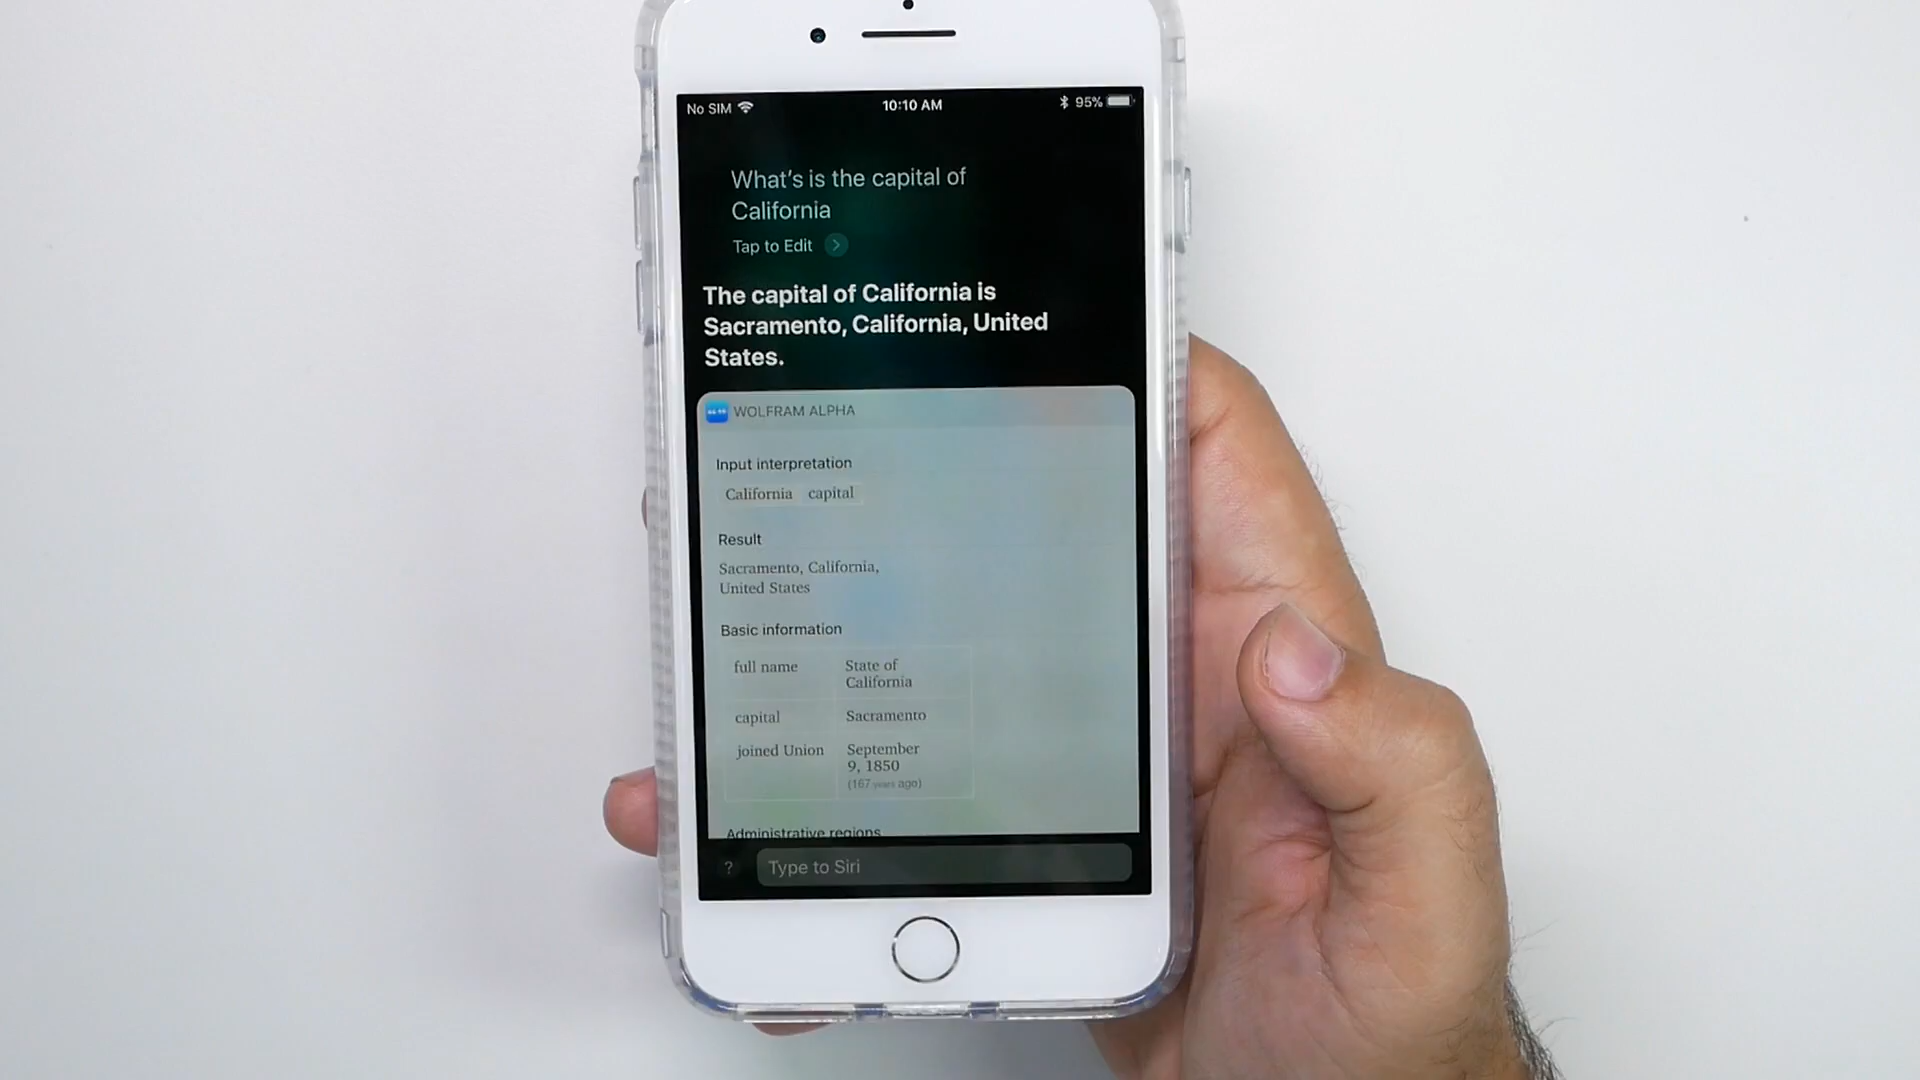 No SIM 10:10 AM 95%
What's is the capital of
California
Tap to Edit
The capital of California is
Sacramento, California, United
States.
WOLFRAM ALPHA
Input interpretation
California capital
Result
Sacramento, California,
United States
Basic information
full name State of
California
capital Sacramento
joined Union September
9, 1850
(167 years ago)
Administrative regions
? Type to Siri